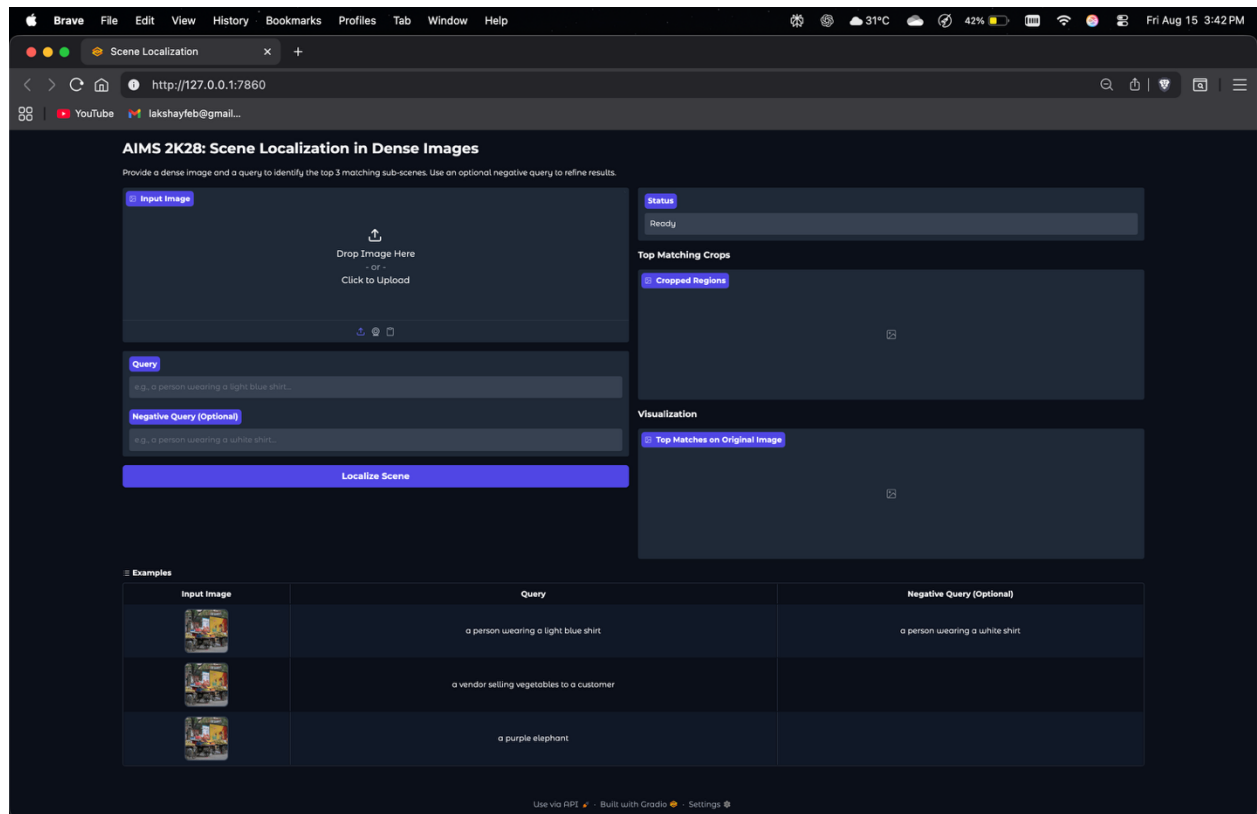 Brave File Edit View History Bookmarks Profiles Tab Window Help 31°C 42% Fri Aug 15 3:42 PM
Scene Localization
http://127.0.0.1:7860
YouTube lakshayfeb@gmail...
AIMS 2K28: Scene Localization in Dense Images
Provide a dense image and a query to identify the top 3 matching sub-scenes. Use an optional negative query to refine results.
Input Image
Drop Image Here
- or -
Click to Upload
Query
e.g., a person wearing a light blue shirt...
Negative Query (Optional)
e.g., a person wearing a white shirt...
Localize Scene
Status
Ready
Top Matching Crops
Cropped Regions
Visualization
Top Matches on Original Image
Examples
Input Image Query Negative Query (Optional)
a person wearing a light blue shirt a person wearing a white shirt
a vendor selling vegetables to a customer
a purple elephant
Use via API · Built with Gradio · Settings